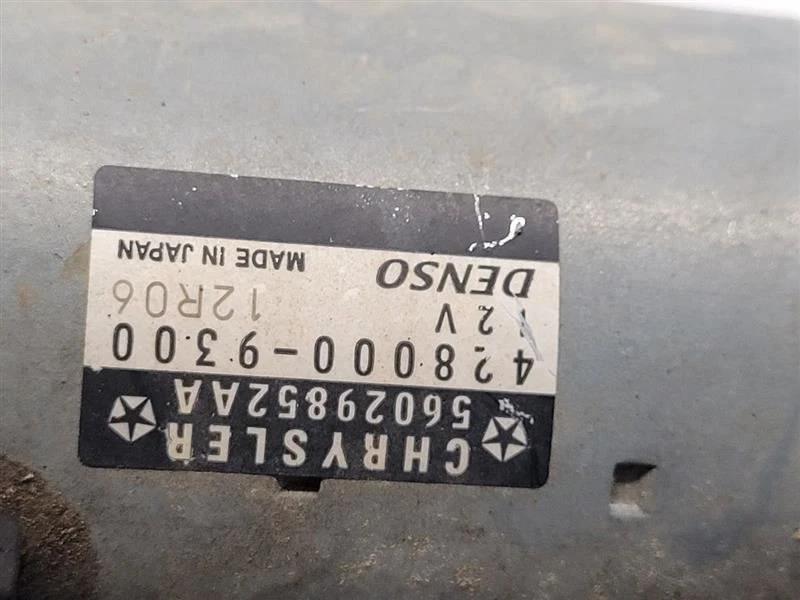 CHRYSLER
56029852AA
428000-9300
12V 12R06
DENSO MADE IN JAPAN